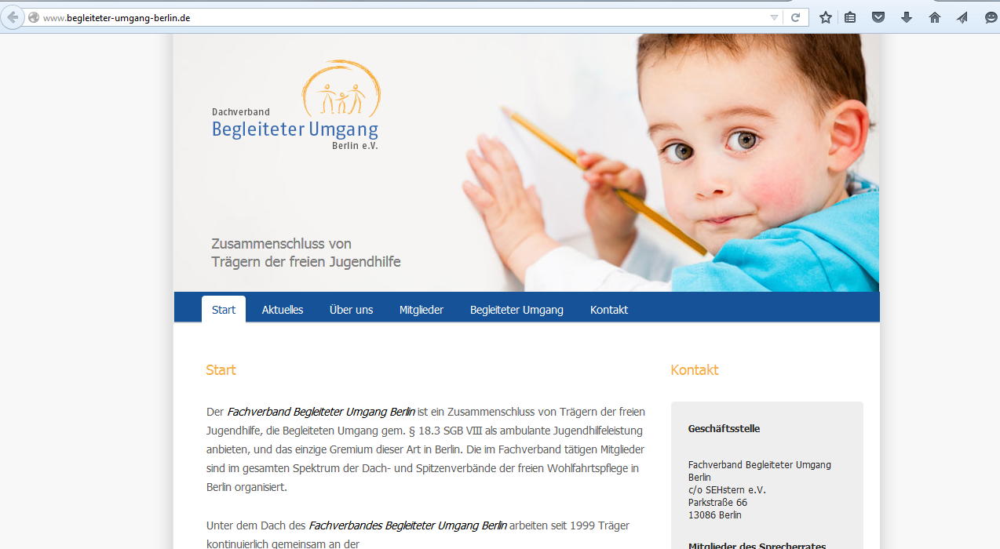 www.begleiteter-umgang-berlin.de
Dachverband
Begleiteter Umgang
Berlin e.V.
Zusammenschluss von
Trägern der freien Jugendhilfe
Start Aktuelles Über uns Mitglieder Begleiteter Umgang Kontakt
Start
Der Fachverband Begleiteter Umgang Berlin ist ein Zusammenschluss von Trägern der freien
Jugendhilfe, die Begleiteten Umgang gem. § 18.3 SGB VIII als ambulante Jugendhilfeleistung
anbieten, und das einzige Gremium dieser Art in Berlin. Die im Fachverband tätigen Mitglieder
sind im gesamten Spektrum der Dach- und Spitzenverbände der freien Wohlfahrtspflege in
Berlin organisiert.
Unter dem Dach des Fachverbandes Begleiteter Umgang Berlin arbeiten seit 1999 Träger
kontinuierlich gemeinsam an der
Kontakt
Geschäftsstelle
Fachverband Begleiteter Umgang
Berlin
c/o SEHstern e.V.
Parkstraße 66
13086 Berlin
Mitglieder des Sprecherrates